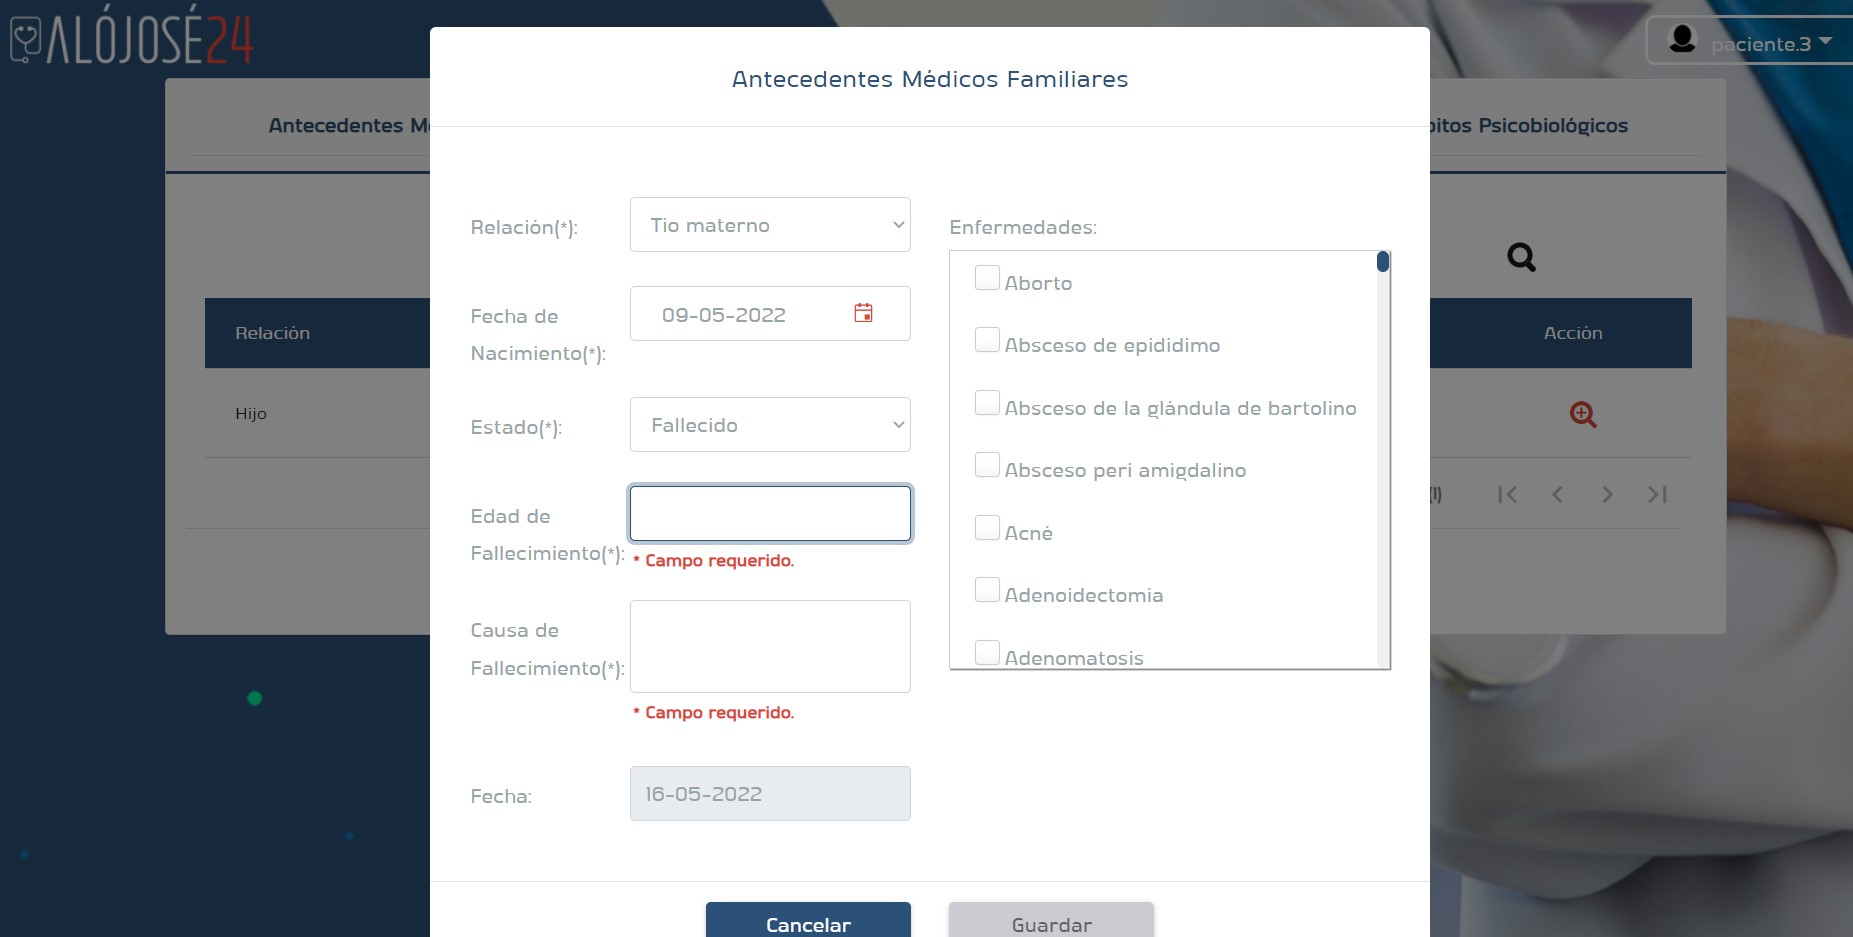 ALÓJOSÉ24
paciente.3
Antecedentes Médicos Familiares
Antecedentes
Psicobiológicos
Relación(*):
Tio materno
Enfermedades:
Fecha de
Nacimiento(*):
09-05-2022
Estado(*):
Fallecido
Edad de
Fallecimiento(*):
* Campo requerido.
Causa de
Fallecimiento(*):
* Campo requerido.
Fecha:
16-05-2022
Aborto
Absceso de epididimo
Absceso de la glándula de bartolino
Absceso peri amigdalino
Acné
Adenoidectomia
Adenomatosis
Relación
Acción
Hijo
(1)
Cancelar
Guardar